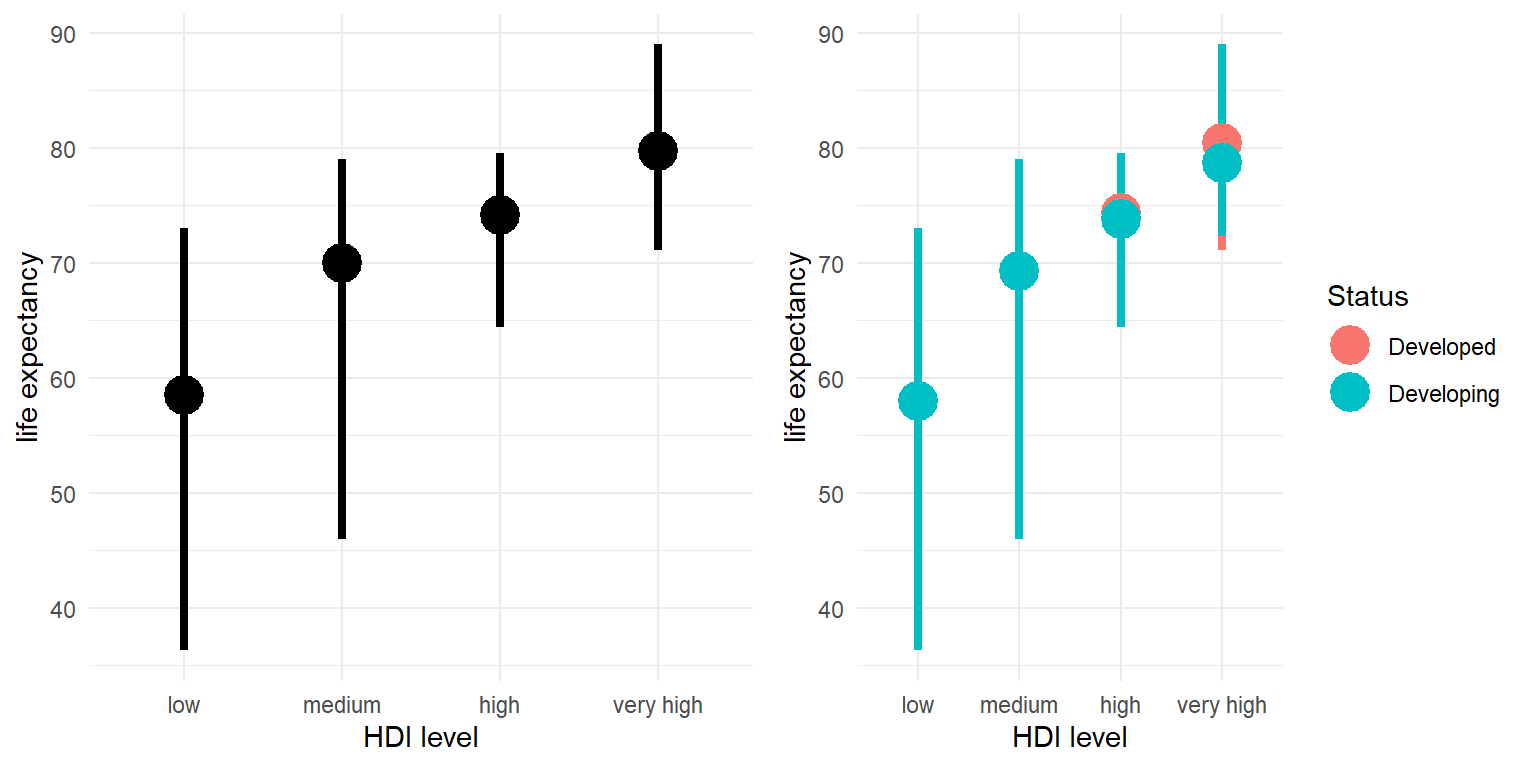 90
80
70
60
50
40
life expectancy
low medium high very high
HDI level
90
80
70
60
50
40
life expectancy
low medium high very high
HDI level
Status
Developed
Developing